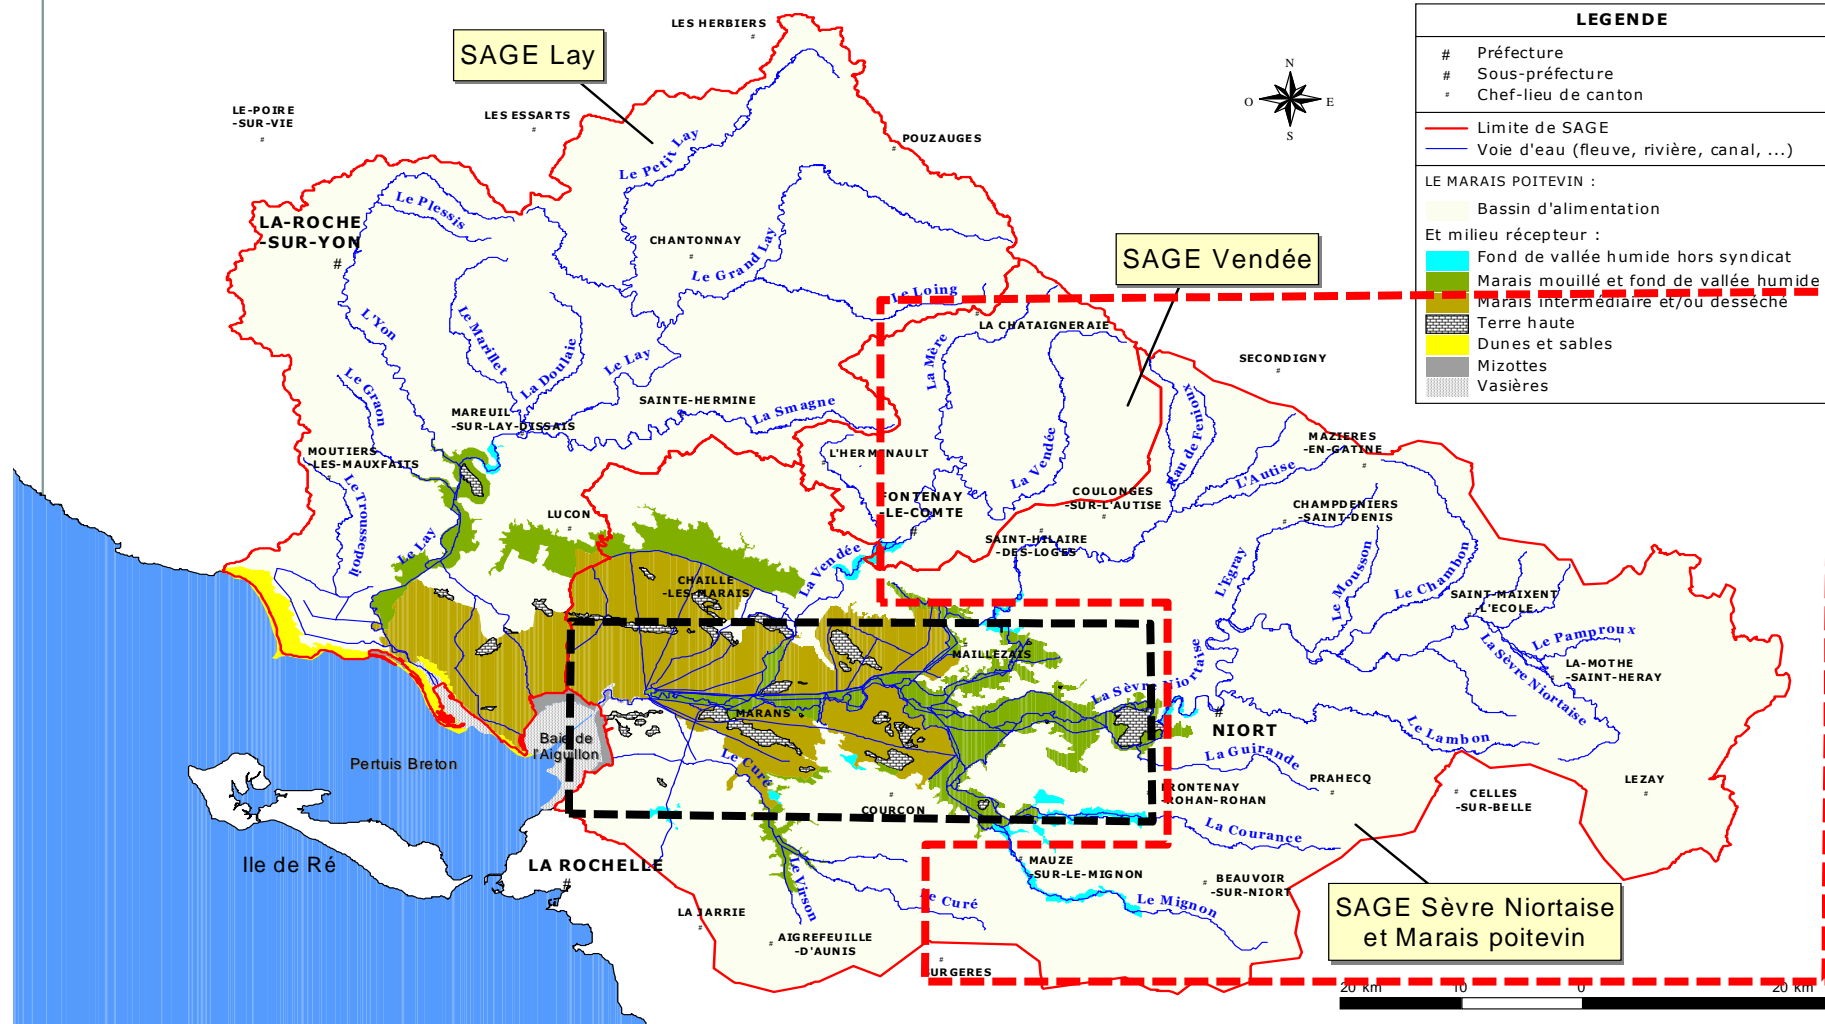 LES HERBIERS
SAGE Lay
LE-POIRE
-SUR-VIE
LES ESSARTS
POUZAUGES
Le Petit Lay
N
O
E
S
LEGENDE
# Préfecture
# Sous-préfecture
# Chef-lieu de canton
Limite de SAGE
Voie d'eau (fleuve, rivière, canal, ...)
LE MARAIS POITEVIN :
Bassin d'alimentation
Et milieu récepteur :
Fond de vallée humide hors syndicat
Marais mouillé et fond de vallée humide
Marais intermédiaire et/ou desséché
Terre haute
Dunes et sables
Mizottes
Vasières
Le Plessis
LA-ROCHE
-SUR-YON
#
CHANTONNAY
Le Grand Lay
SAGE Vendée
Le Loing
L'Yon
Le Marillet
La Doulaie
Le Lay
LA CHATAIGNERAIE
La Mère
SECONDIGNY
Le Graon
MAREUIL
-SUR-LAY-DISSAIS
SAINTE-HERMINE
La Smagne
MOUTIERS
-LES-MAUXFAITS
L'HERMENAULT
La Vendée
Rau de Fenioux
MAZIERES
-EN-GATINE
L'Autise
Le Troussepoil
LUCON
FONTENAY
-LE-COMTE
#
COULONGES
-SUR-L'AUTISE
CHAMPDENIERS
-SAINT-DENIS
Le Lay
La Vendée
SAINT-HILAIRE
-DES-LOGES
L'Egray
Le Mousson
Le Chambon
CHAILLE
-LES-MARAIS
SAINT-MAIXENT
-L'ECOLE
Le Pamproux
MAILLEZAIS
La Sèvre Niortaise
La Sèvre Niortaise
LA-MOTHE
-SAINT-HERAY
MARANS
#
NIORT
Le Lambon
Baie de
l'Aiguillon
Pertuis Breton
Le Curé
La Guirande
PRAHECQ
LEZAY
COURCON
FRONTENAY
-ROHAN-ROHAN
CELLES
-SUR-BELLE
La Courance
Ile de Ré
LA ROCHELLE
#
Le Virson
MAUZE
-SUR-LE-MIGNON
BEAUVOIR
-SUR-NIORT
Le Mignon
Le Curé
LA JARRIE
AIGREFEUILLE
-D'AUNIS
SAGE Sèvre Niortaise
et Marais poitevin
URGERES
20 km 10 0 20 km